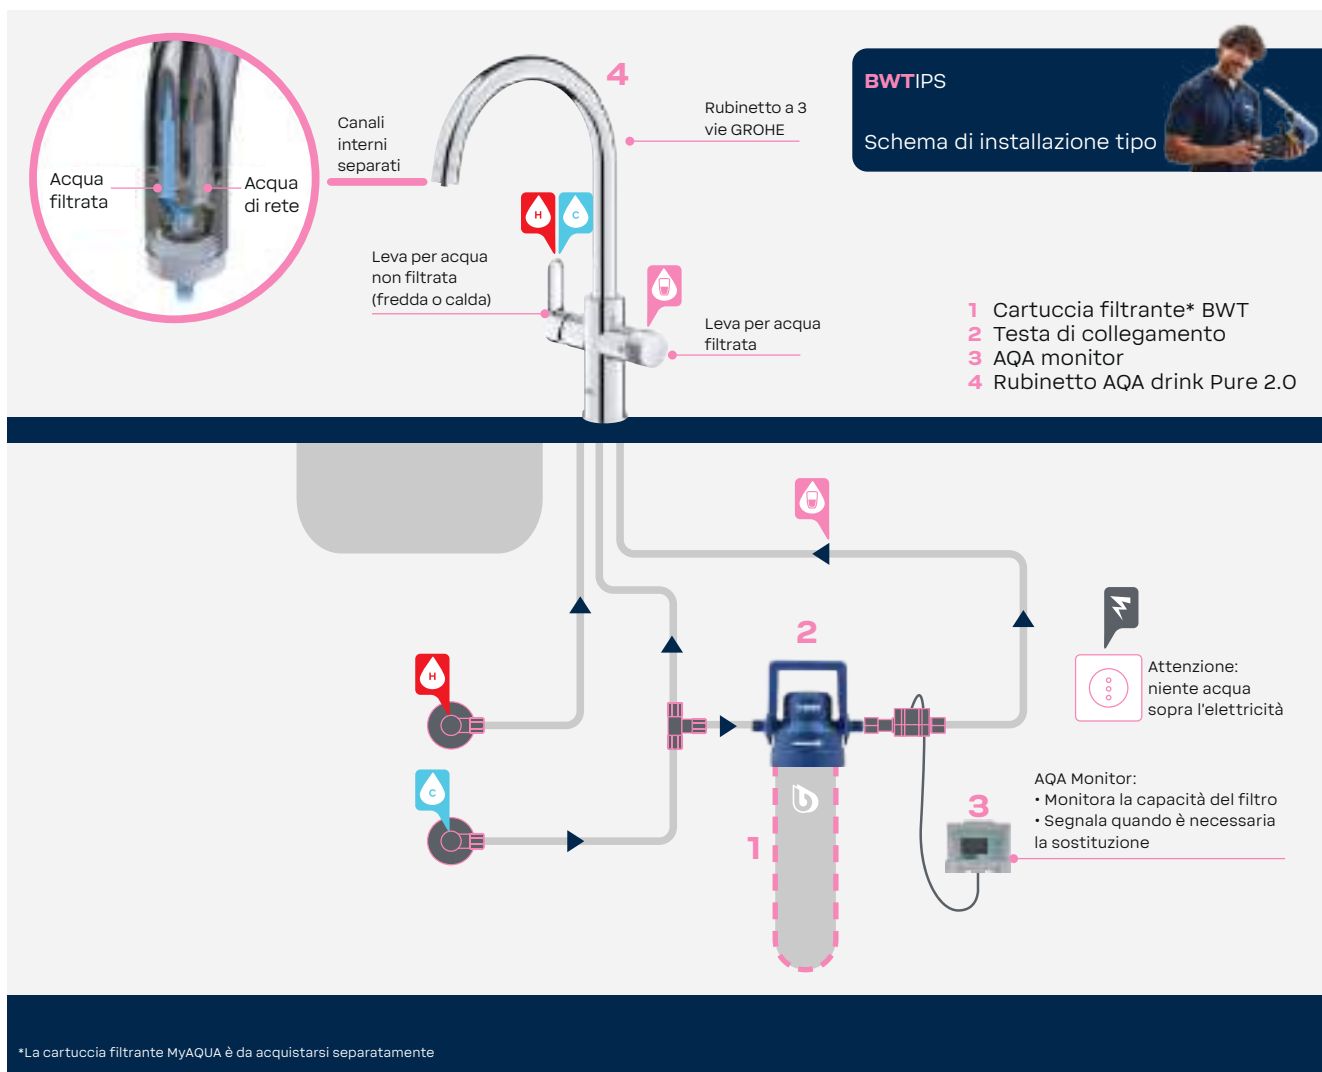 Acqua
filtrata
Acqua
di rete
Canali
interni
separati
4
Rubinetto a 3
vie GROHE
BWTIPS
Schema di installazione tipo
H
C
Leva per acqua
non filtrata
(fredda o calda)
Leva per acqua
filtrata
1 Cartuccia filtrante* BWT
2 Testa di collegamento
3 AQA monitor
4 Rubinetto AQA drink Pure 2.0
2
H
C
Attenzione:
niente acqua
sopra l'elettricità
1
3
AQA Monitor:
• Monitora la capacità del filtro
• Segnala quando è necessaria
la sostituzione
*La cartuccia filtrante MyAQUA è da acquistarsi separatamente